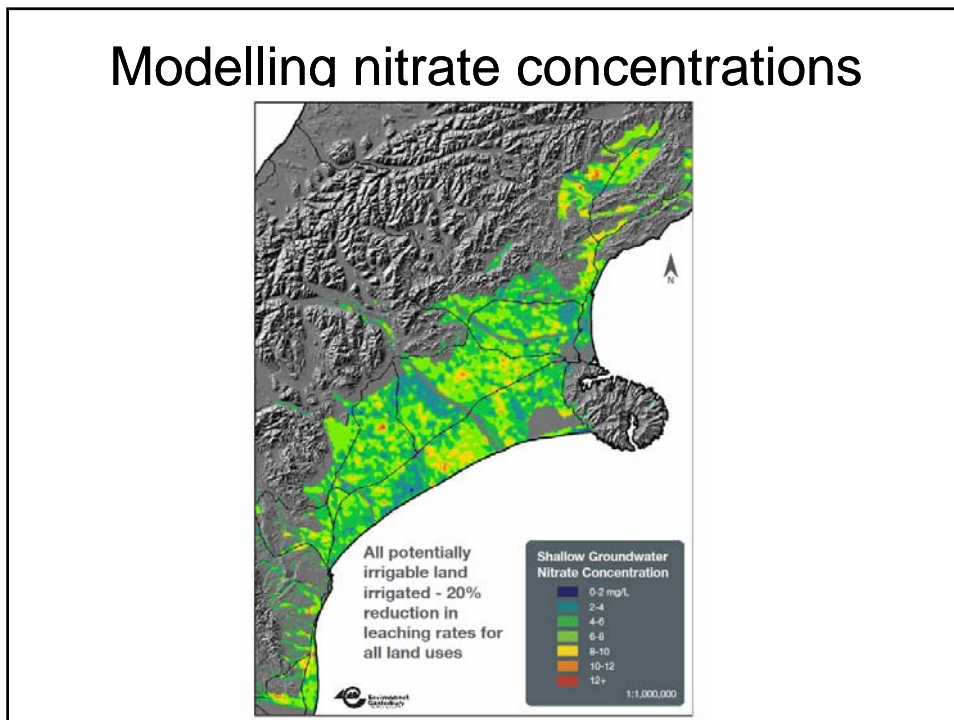 Modelling nitrate concentrations
N
All potentially
irrigable land
irrigated - 20%
reduction in
leaching rates for
all land uses
Shallow Groundwater
Nitrate Concentration
0-2 mg/L
2-4
4-6
6-8
8-10
10-12
12+
1:1,000,000
Environment
Canterbury